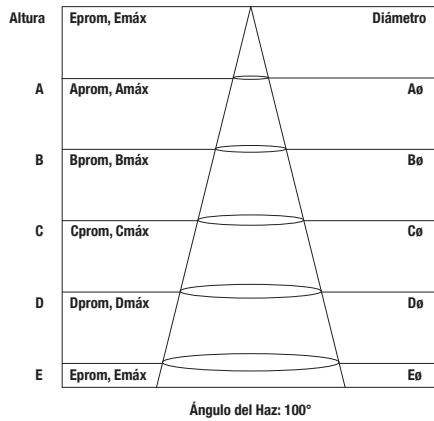 Altura Eprom, Emáx Diámetro
A Aprom, Amáx Aø
B Bprom, Bmáx Bø
C Cprom, Cmáx Cø
D Dprom, Dmáx Dø
E Eprom, Emáx Eø
Ángulo del Haz: 100°